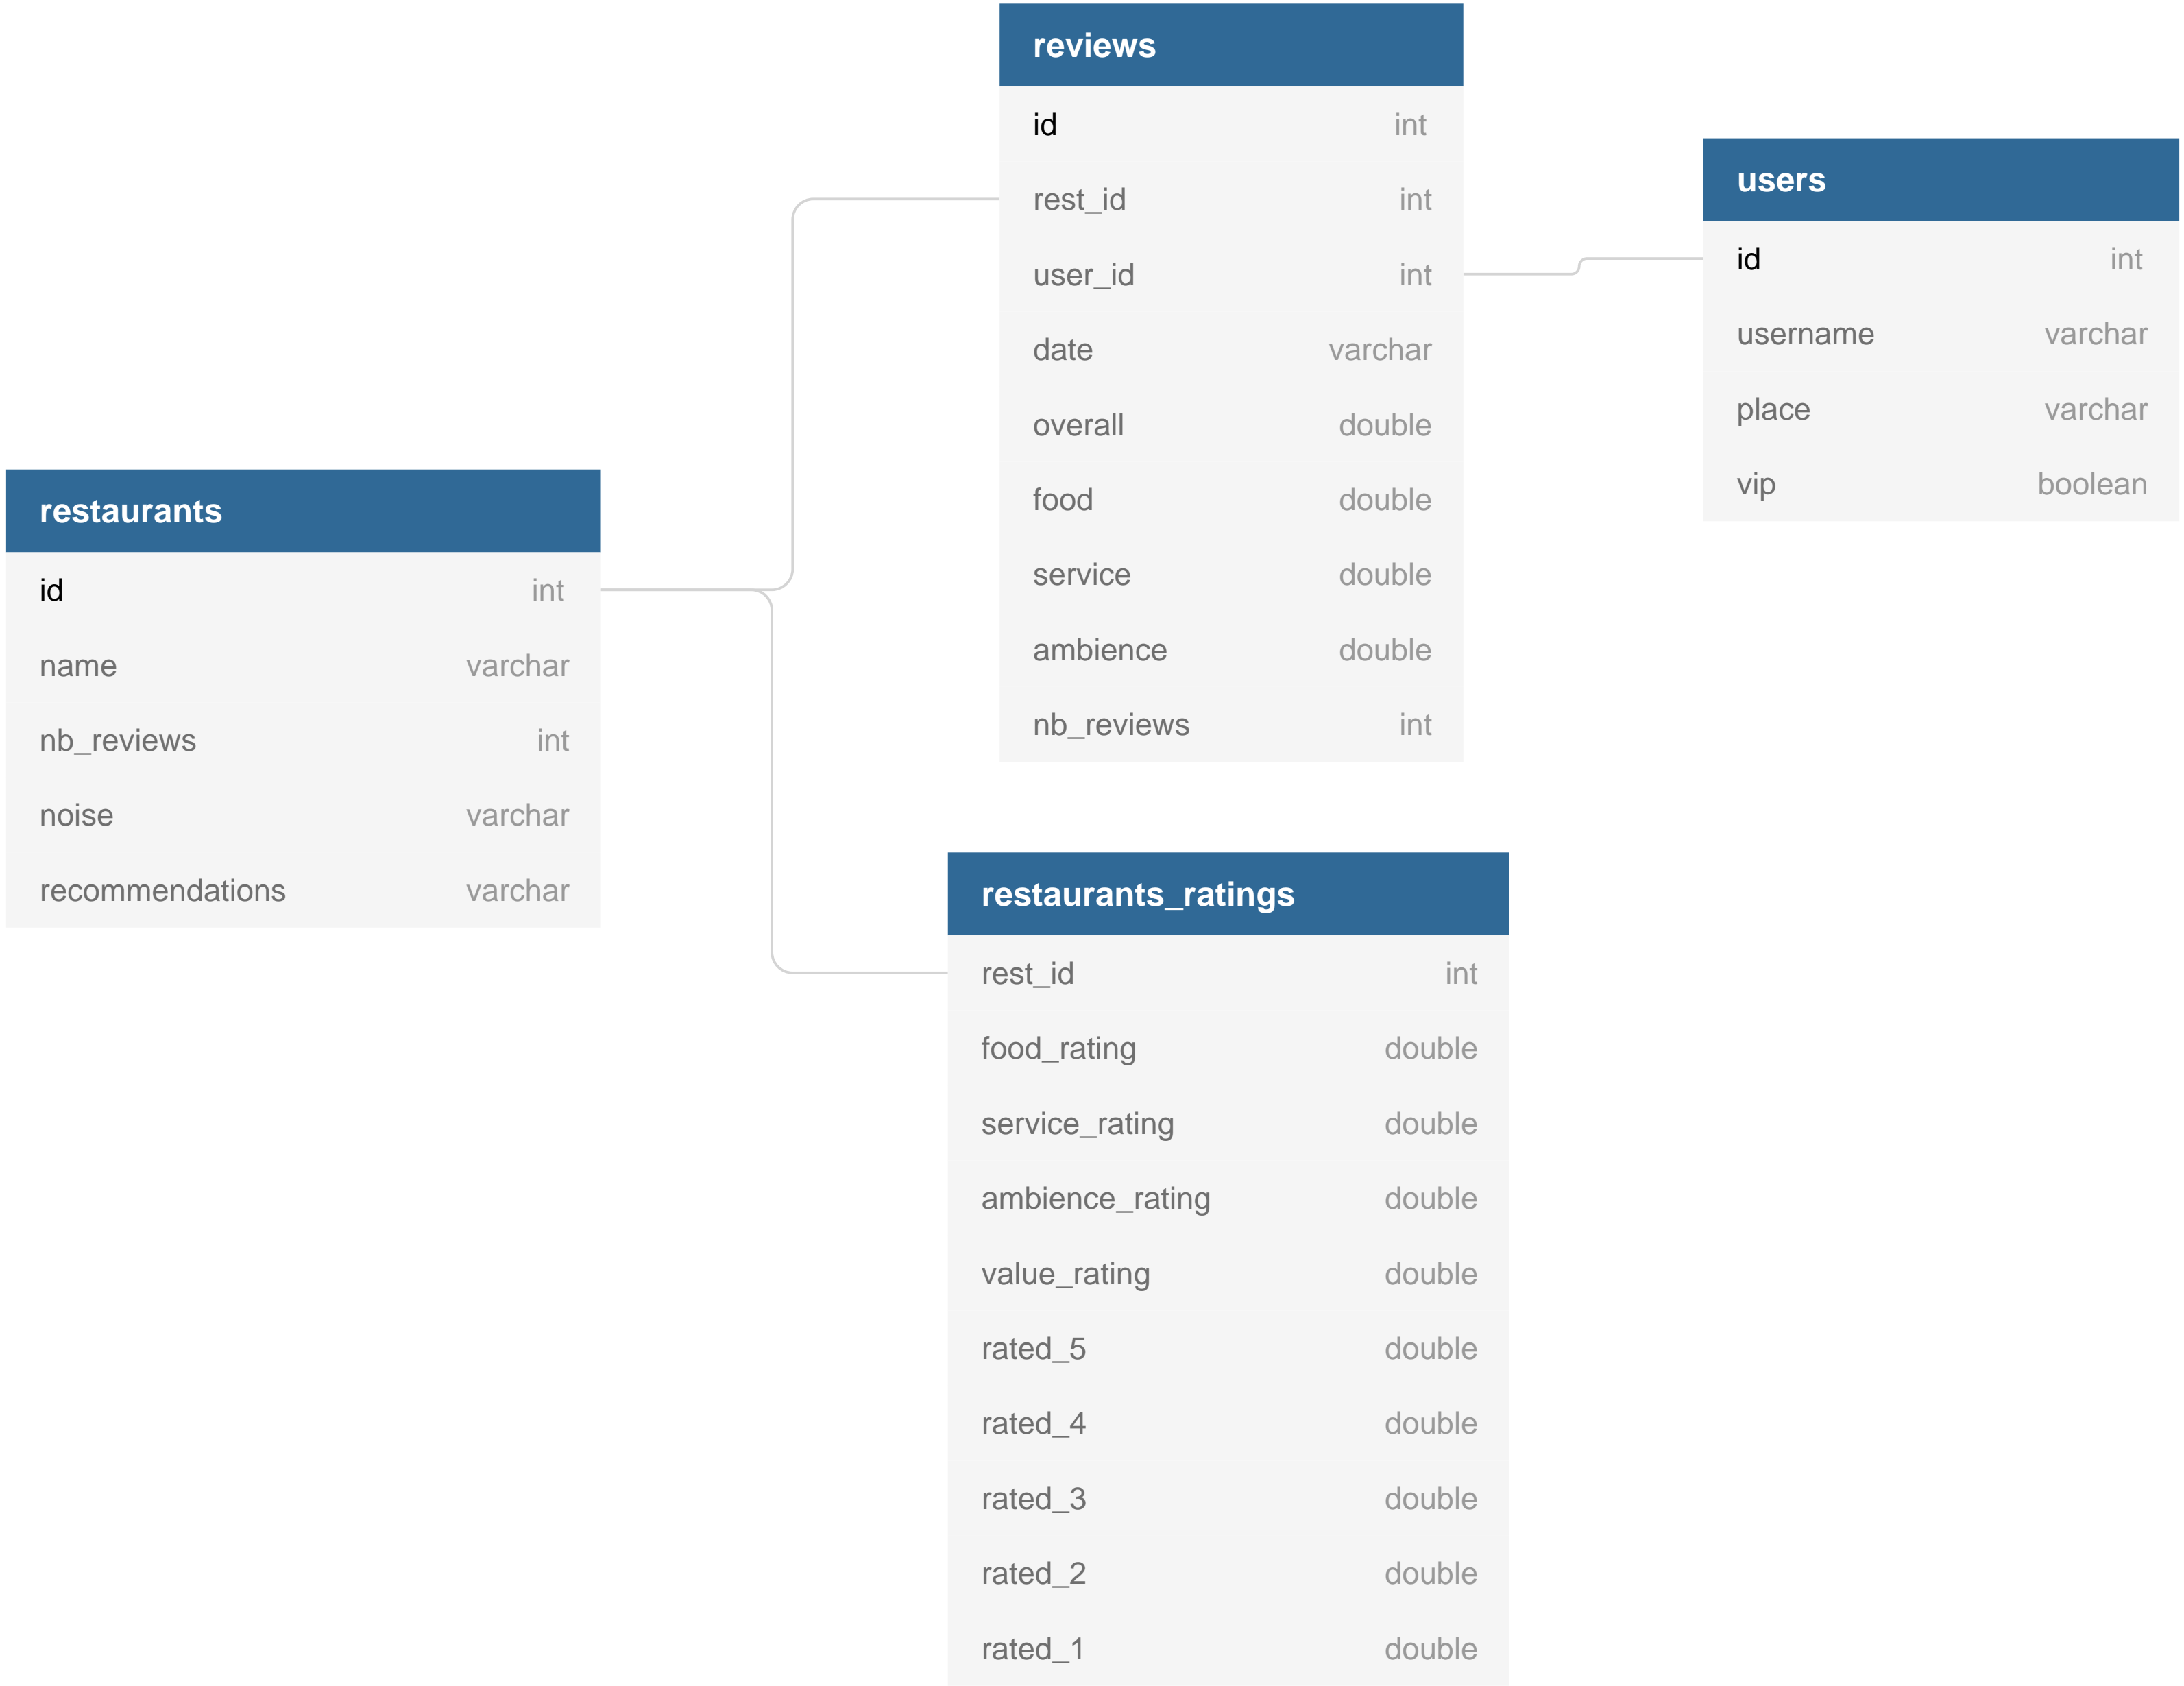 reviews
id int
rest_id int
user_id int
date varchar
overall double
food double
service double
ambience double
nb_reviews int
users
id int
username varchar
place varchar
vip boolean
restaurants
id int
name varchar
nb_reviews int
noise varchar
recommendations varchar
restaurants_ratings
rest_id int
food_rating double
service_rating double
ambience_rating double
value_rating double
rated_5 double
rated_4 double
rated_3 double
rated_2 double
rated_1 double